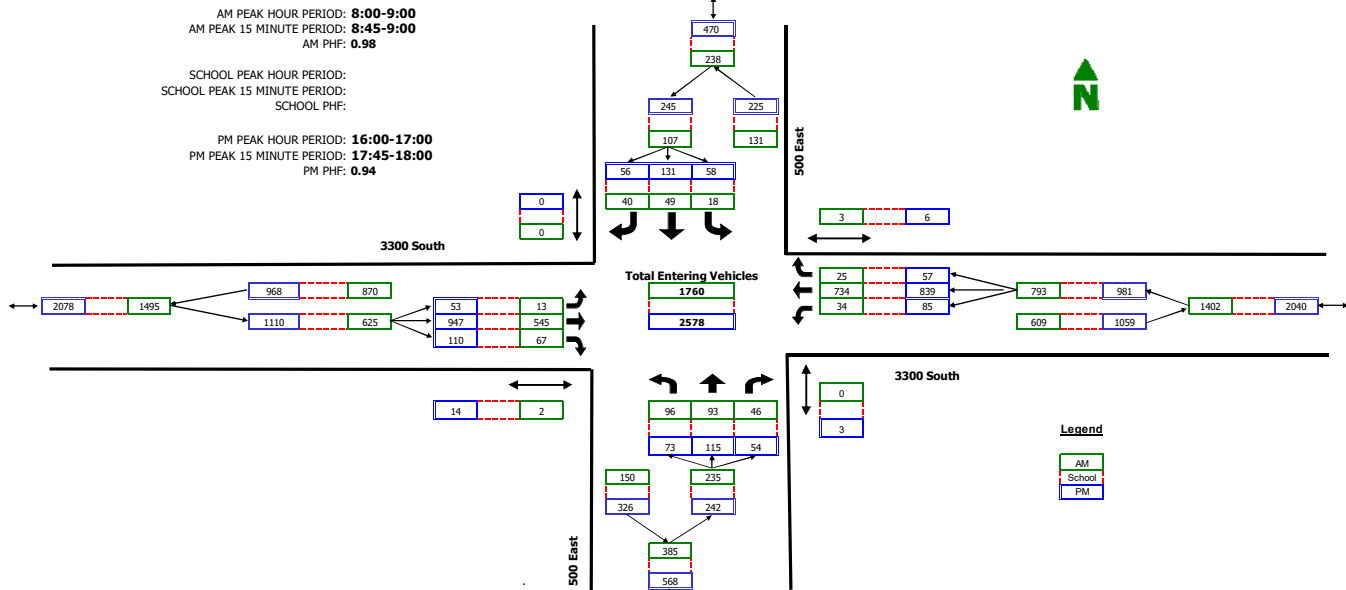 AM PEAK HOUR PERIOD: 8:00-9:00
AM PEAK 15 MINUTE PERIOD: 8:45-9:00
AM PHF: 0.98
SCHOOL PEAK HOUR PERIOD:
SCHOOL PEAK 15 MINUTE PERIOD:
SCHOOL PHF:
PM PEAK HOUR PERIOD: 16:00-17:00
PM PEAK 15 MINUTE PERIOD: 17:45-18:00
PM PHF: 0.94
470
238
245 225
107 131
N
500 East
56 131 58
40 49 18
0
0
3 6
3300 South
Total Entering Vehicles
1760
2578
2078 1495
968 870
1110 625
53 13
947 545
110 67
25 57
734 839
34 85
793 981
609 1059
1402 2040
3300 South
14 2
96 93 46
73 115 54
0
3
150 235
326 242
385
568
500 East
Legend
AM
School
PM